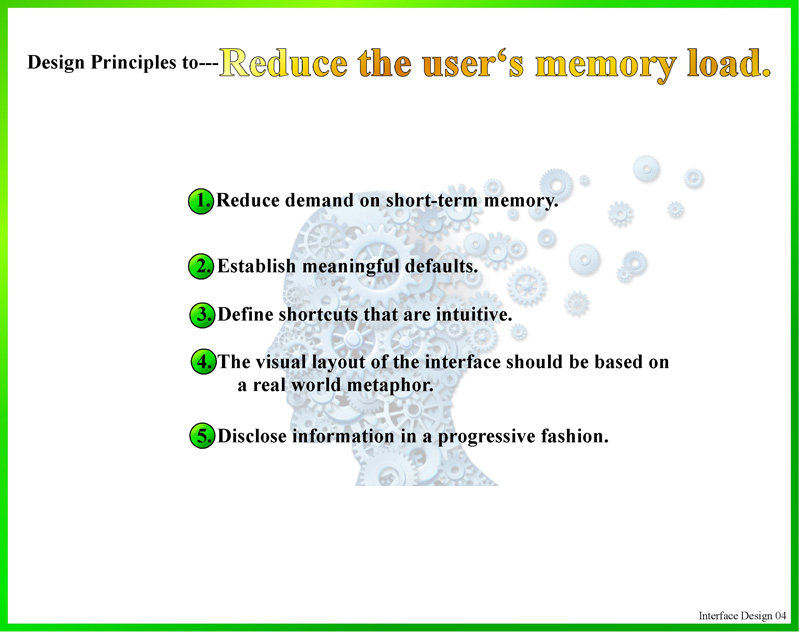 Design Principles to---Reduce the user‘s memory load.
1. Reduce demand on short-term memory.
2. Establish meaningful defaults.
3. Define shortcuts that are intuitive.
4. The visual layout of the interface should be based on
a real world metaphor.
5. Disclose information in a progressive fashion.
Interface Design 04